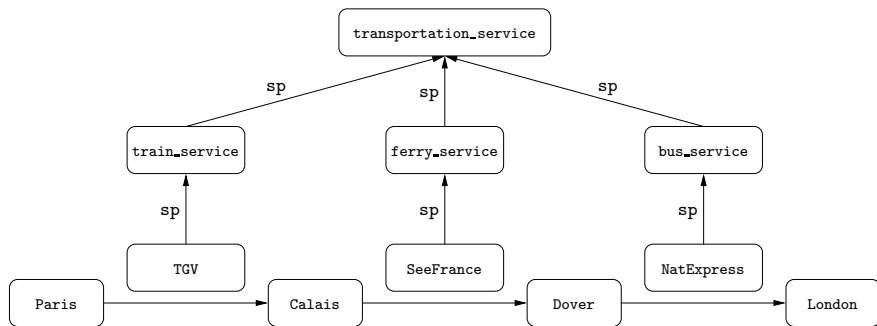 transportation_service
sp
sp
sp
train_service
ferry_service
bus_service
sp
sp
sp
TGV
SeeFrance
NatExpress
Paris
Calais
Dover
London